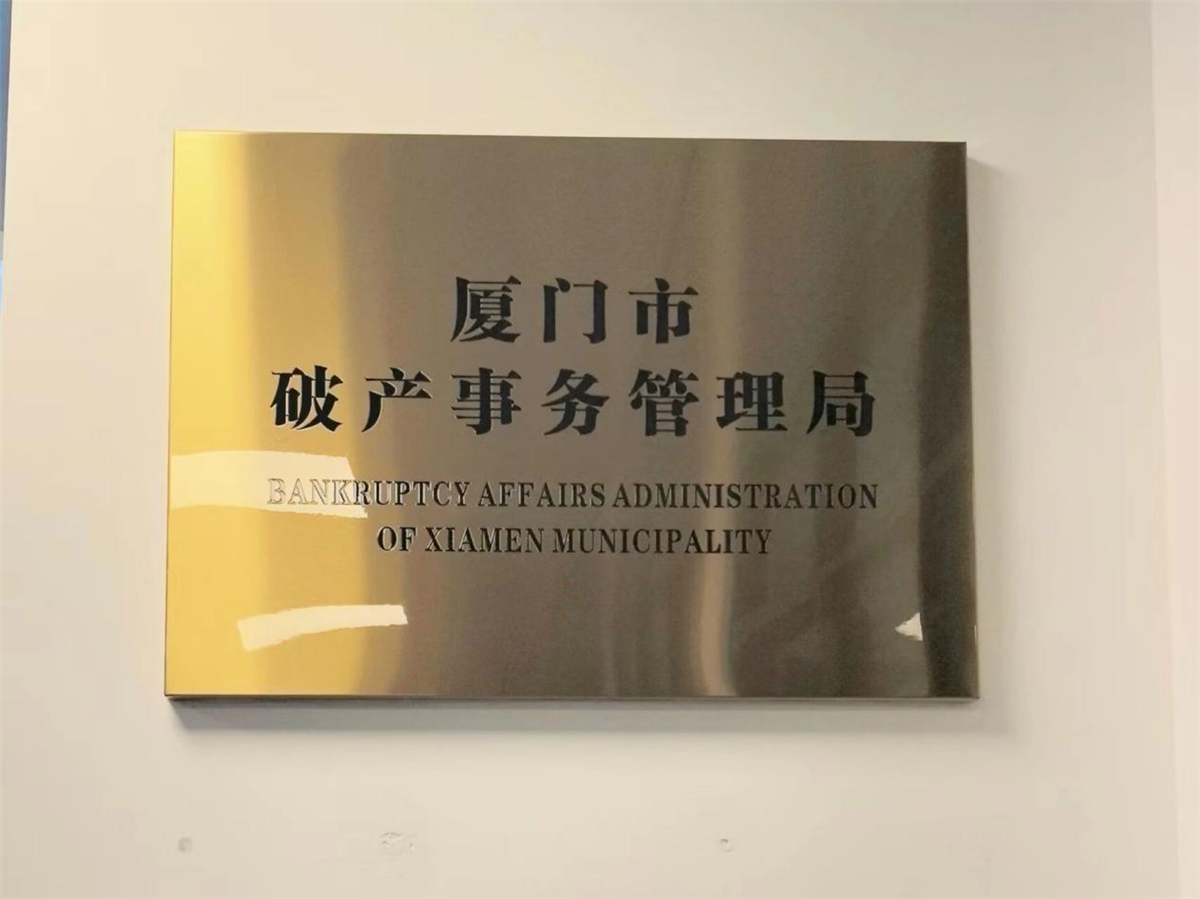 厦门市
破产事务管理局
BANKRUPTCY AFFAIRS ADMINISTRATION
OF XIAMEN MUNICIPALITY